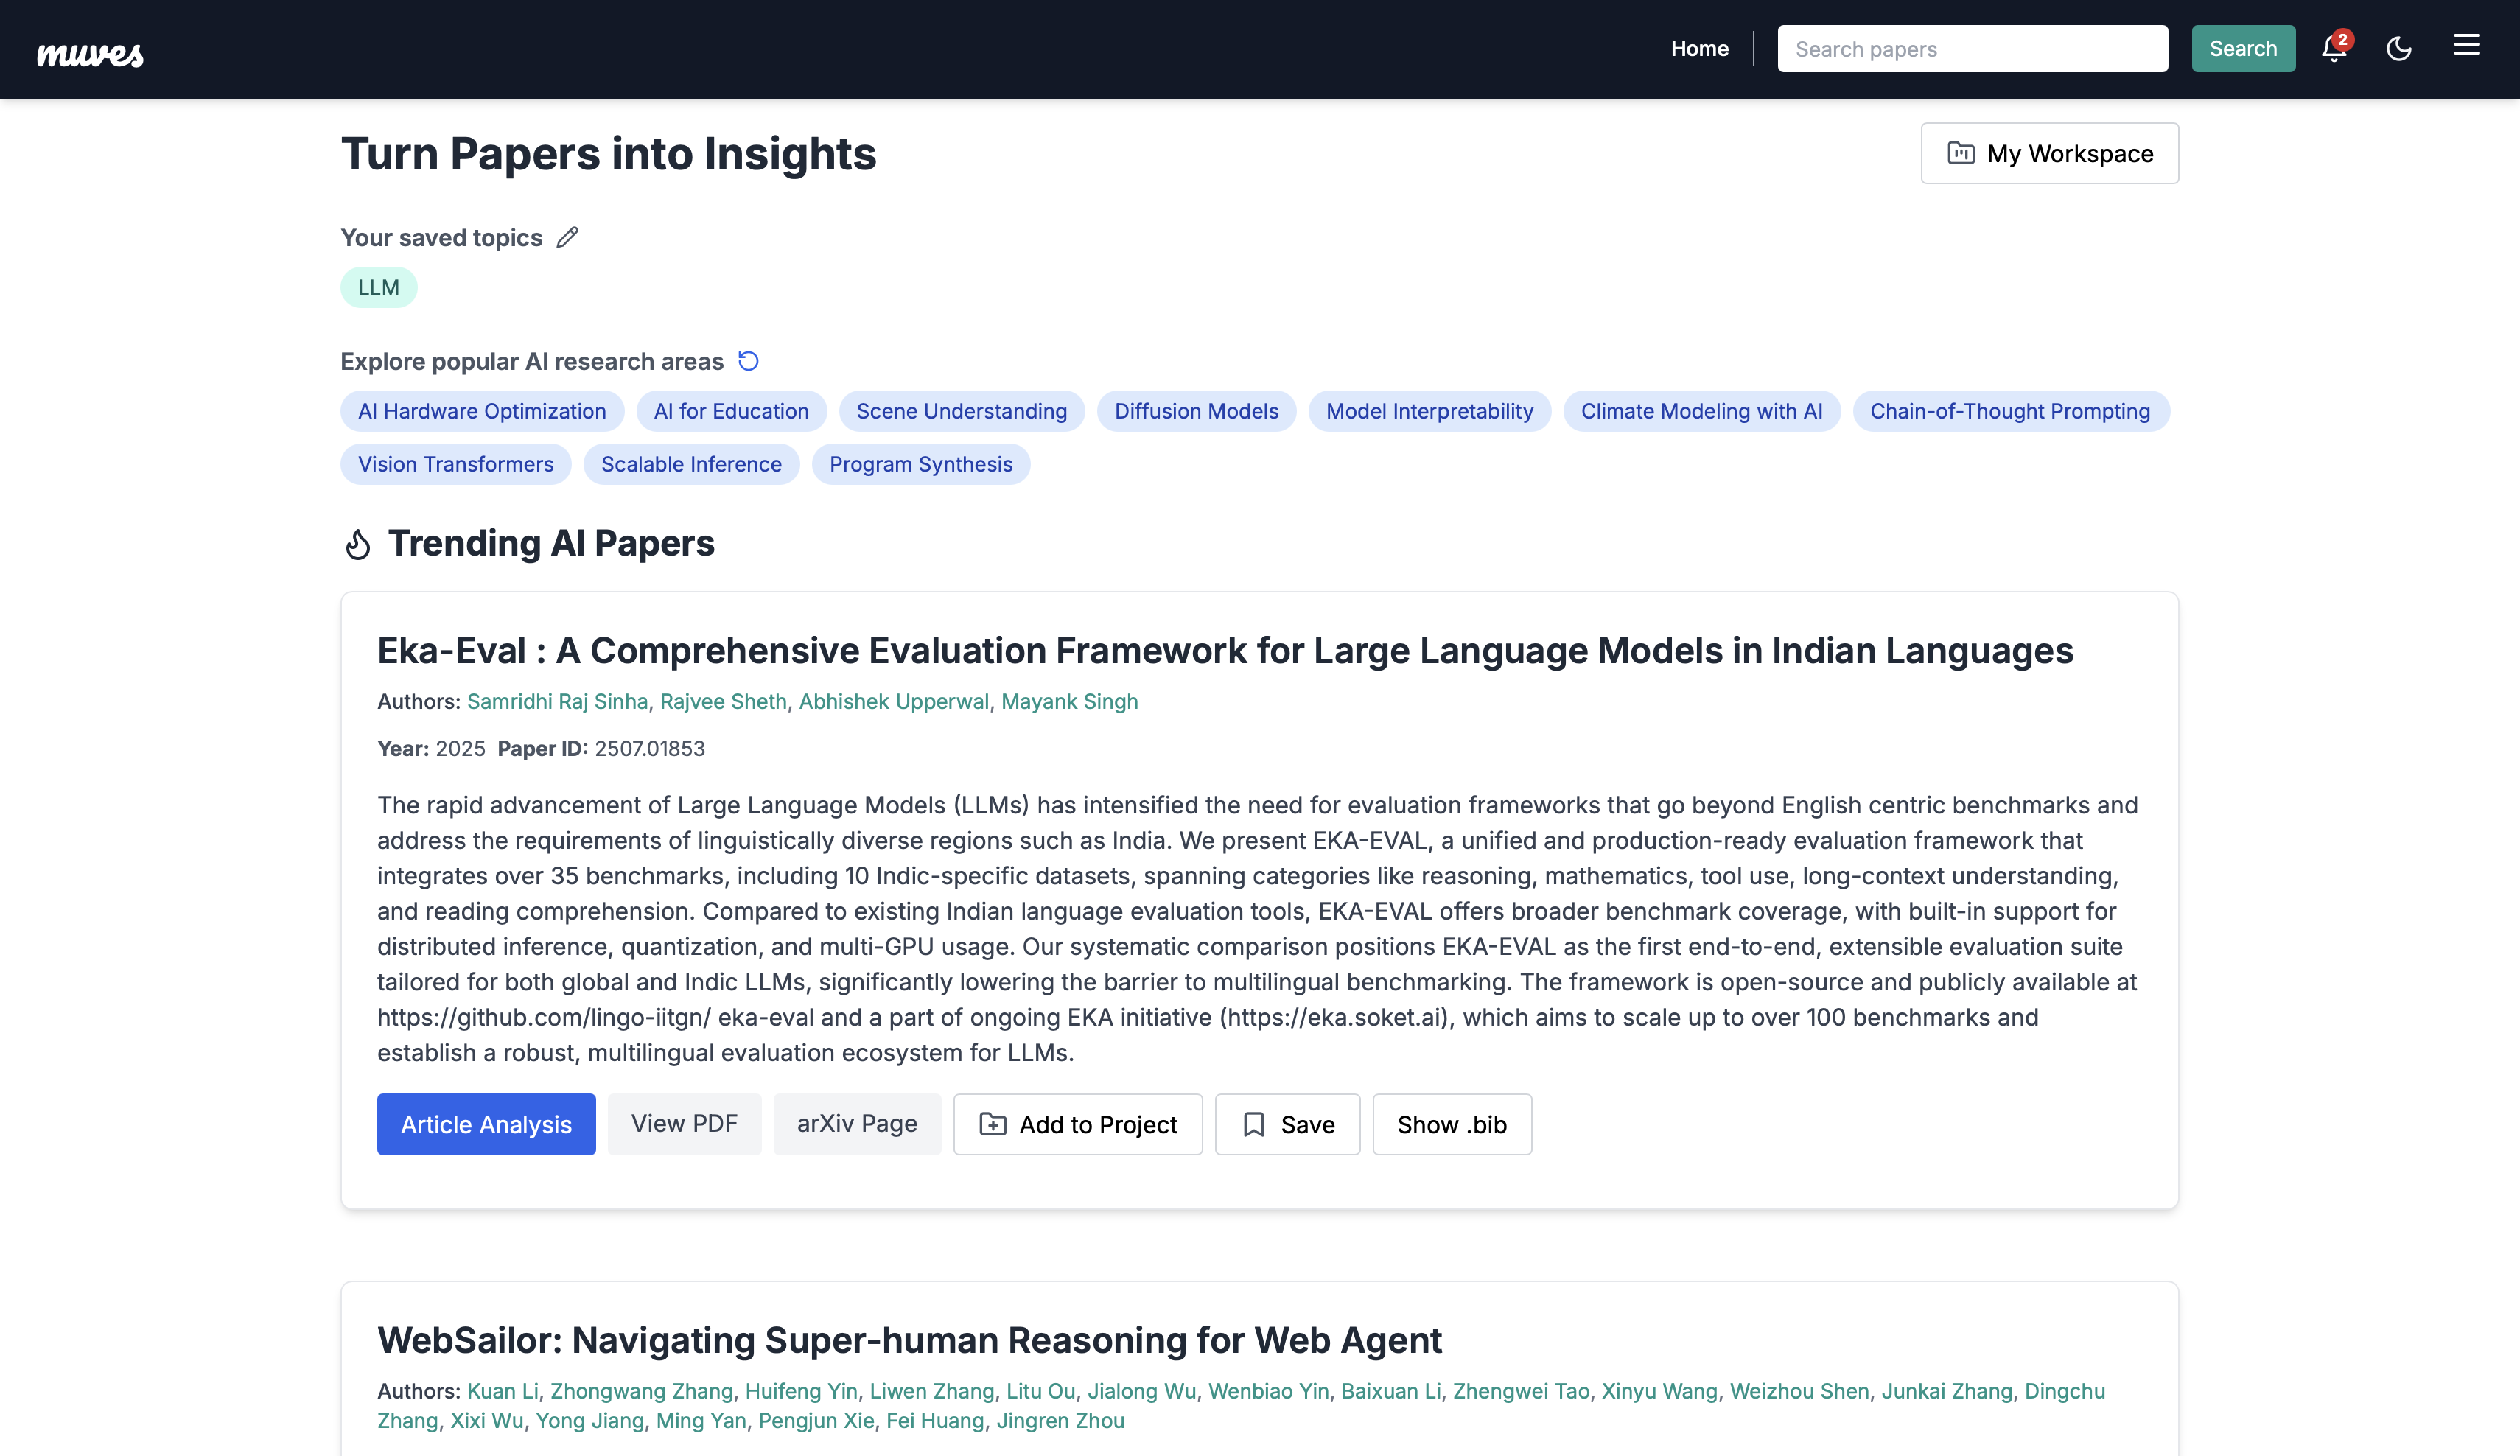 muves
Home
Search papers
Search
2
Turn Papers into Insights
My Workspace
Your saved topics
LLM
Explore popular AI research areas
AI Hardware Optimization
AI for Education
Scene Understanding
Diffusion Models
Model Interpretability
Climate Modeling with AI
Chain-of-Thought Prompting
Vision Transformers
Scalable Inference
Program Synthesis
Trending AI Papers
Eka-Eval : A Comprehensive Evaluation Framework for Large Language Models in Indian Languages
Authors: Samridhi Raj Sinha, Rajvee Sheth, Abhishek Upperwal, Mayank Singh
Year: 2025 Paper ID: 2507.01853
The rapid advancement of Large Language Models (LLMs) has intensified the need for evaluation frameworks that go beyond English centric benchmarks and
address the requirements of linguistically diverse regions such as India. We present EKA-EVAL, a unified and production-ready evaluation framework that
integrates over 35 benchmarks, including 10 Indic-specific datasets, spanning categories like reasoning, mathematics, tool use, long-context understanding,
and reading comprehension. Compared to existing Indian language evaluation tools, EKA-EVAL offers broader benchmark coverage, with built-in support for
distributed inference, quantization, and multi-GPU usage. Our systematic comparison positions EKA-EVAL as the first end-to-end, extensible evaluation suite
tailored for both global and Indic LLMs, significantly lowering the barrier to multilingual benchmarking. The framework is open-source and publicly available at
https://github.com/lingo-iitgn/ eka-eval and a part of ongoing EKA initiative (https://eka.soket.ai), which aims to scale up to over 100 benchmarks and
establish a robust, multilingual evaluation ecosystem for LLMs.
Article Analysis
View PDF
arXiv Page
Add to Project
Save
Show .bib
WebSailor: Navigating Super-human Reasoning for Web Agent
Authors: Kuan Li, Zhongwang Zhang, Huifeng Yin, Liwen Zhang, Litu Ou, Jialong Wu, Wenbiao Yin, Baixuan Li, Zhengwei Tao, Xinyu Wang, Weizhou Shen, Junkai Zhang, Dingchu
Zhang, Xixi Wu, Yong Jiang, Ming Yan, Pengjun Xie, Fei Huang, Jingren Zhou